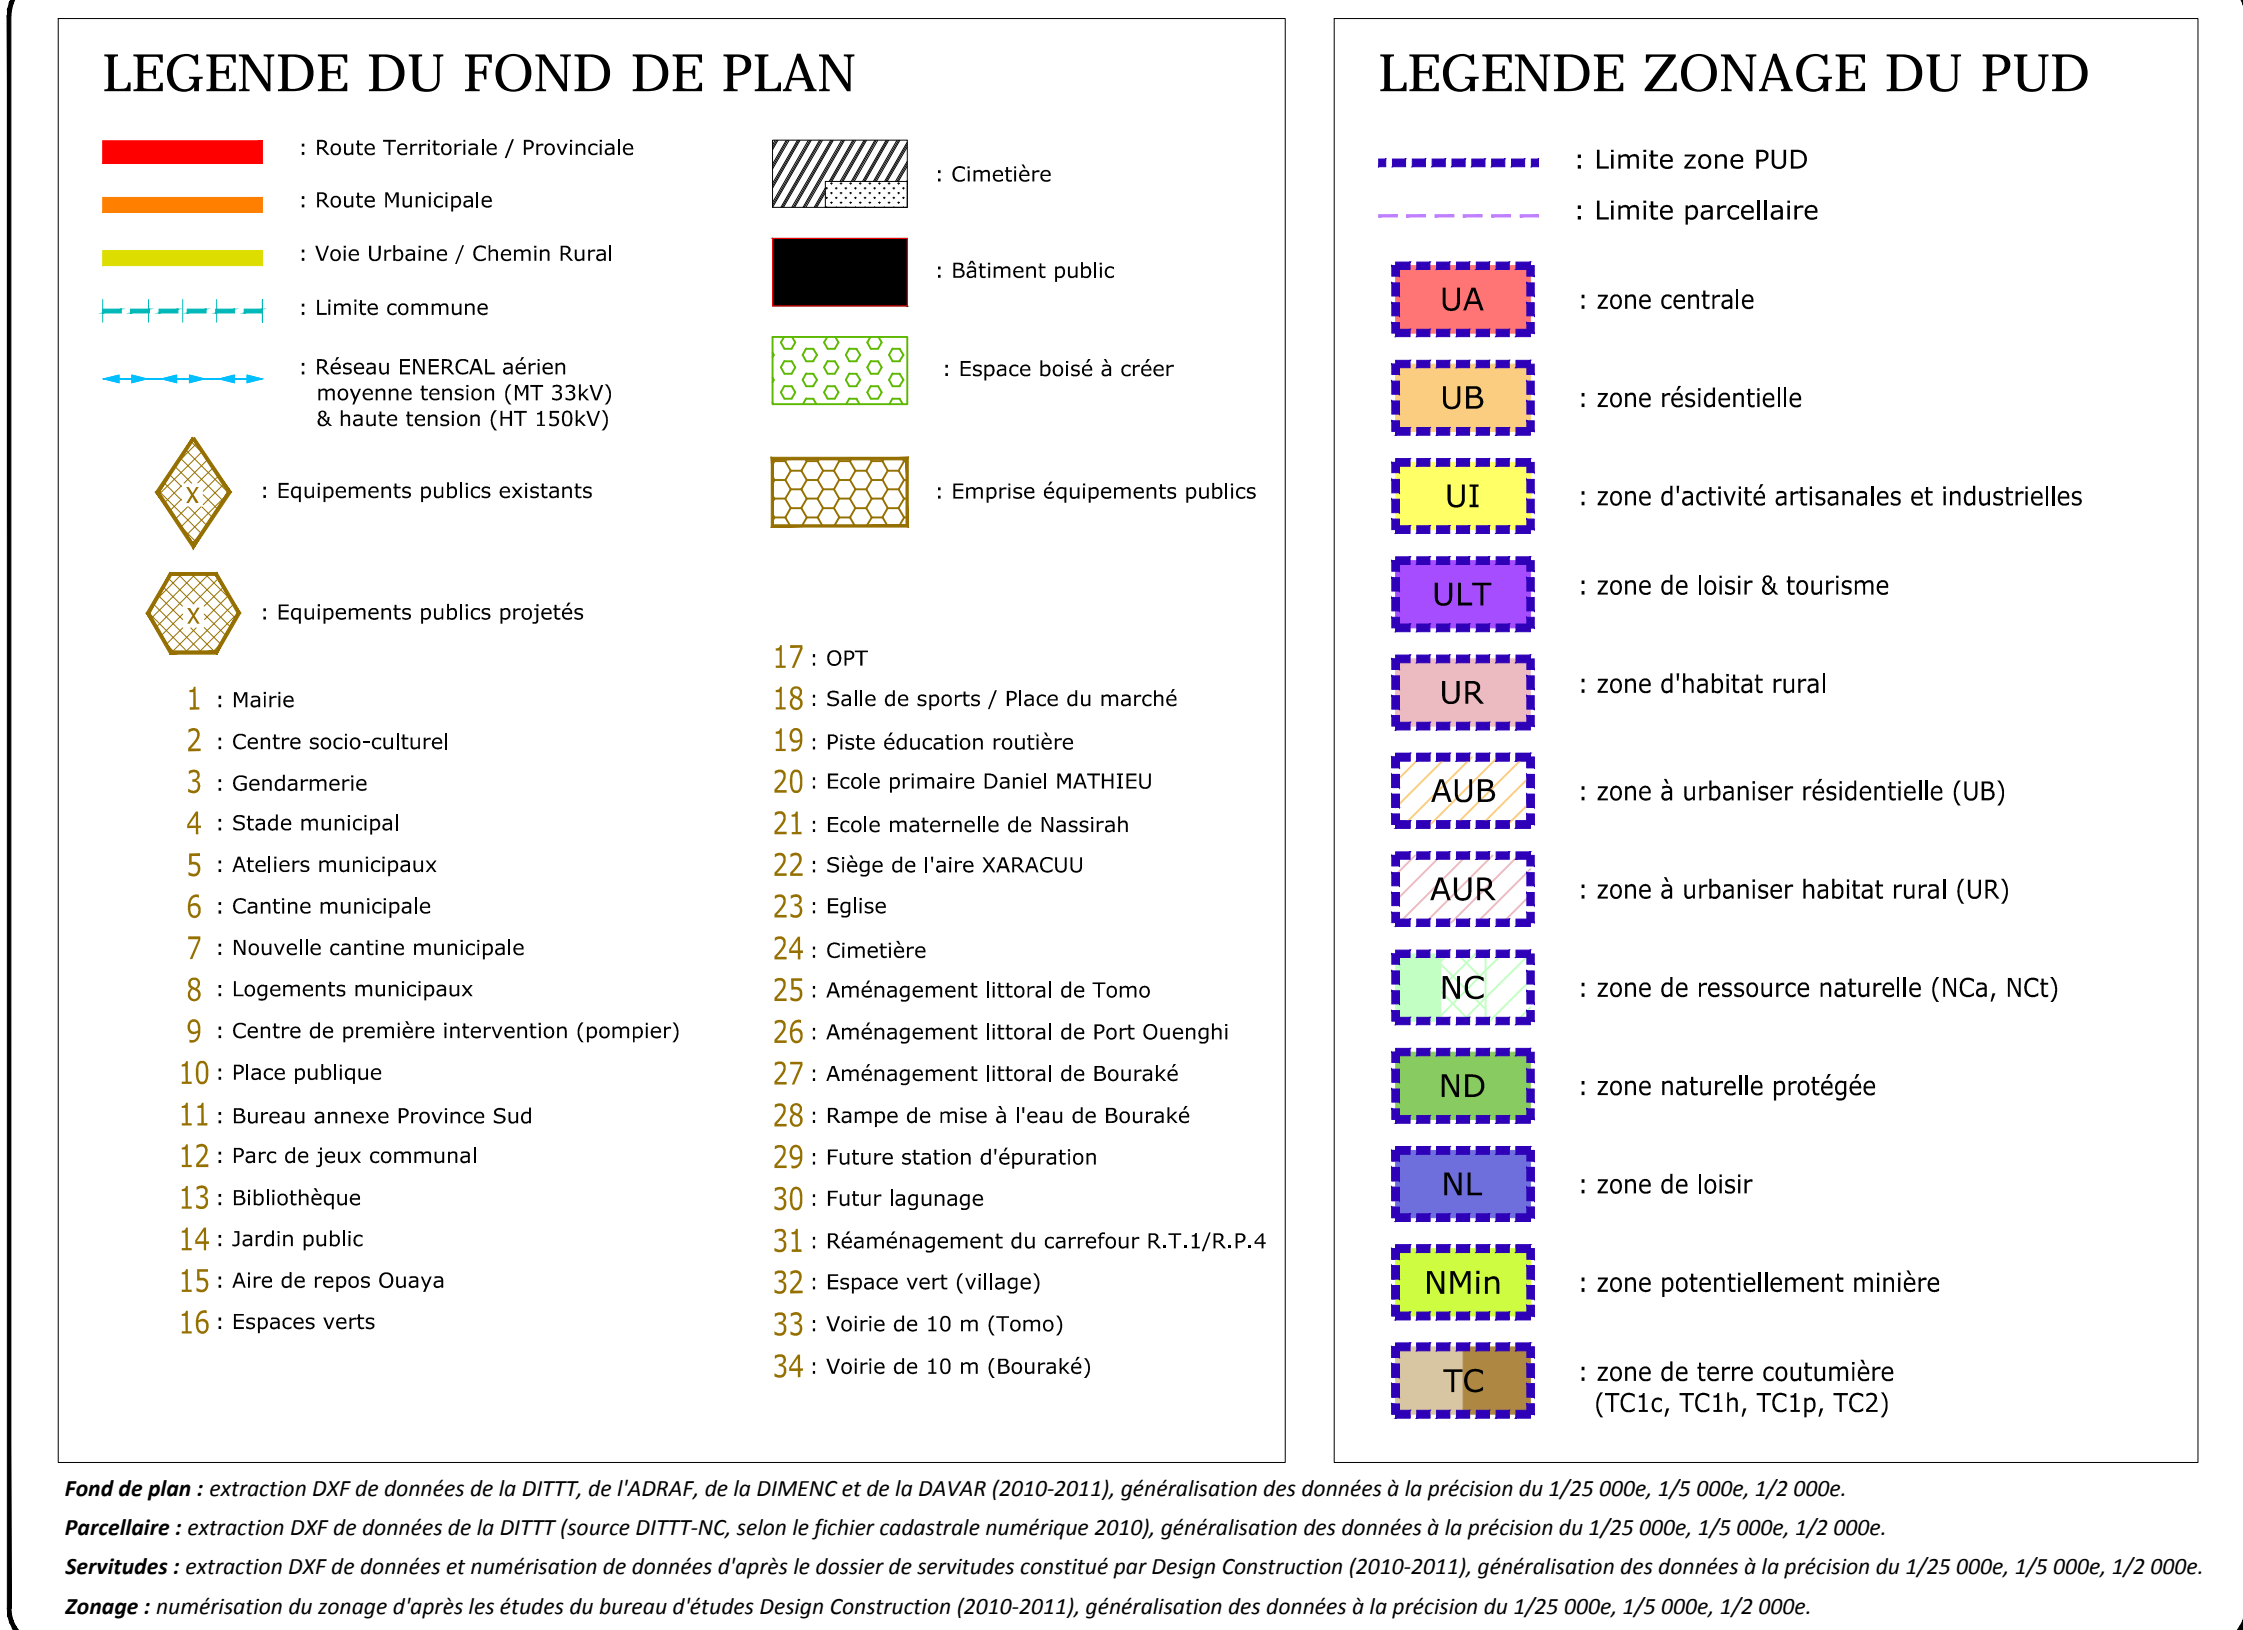 LEGENDE DU FOND DE PLAN
: Route Territoriale / Provinciale
: Route Municipale
: Voie Urbaine / Chemin Rural
: Limite commune
: Réseau ENERCAL aérien
moyenne tension (MT 33kV)
& haute tension (HT 150kV)
X : Equipements publics existants
X : Equipements publics projetés
1 : Mairie
2 : Centre socio-culturel
3 : Gendarmerie
4 : Stade municipal
5 : Ateliers municipaux
6 : Cantine municipale
7 : Nouvelle cantine municipale
8 : Logements municipaux
9 : Centre de première intervention (pompier)
10 : Place publique
11 : Bureau annexe Province Sud
12 : Parc de jeux communal
13 : Bibliothèque
14 : Jardin public
15 : Aire de repos Ouaya
16 : Espaces verts
: Cimetière
: Bâtiment public
: Espace boisé à créer
: Emprise équipements publics
17 : OPT
18 : Salle de sports / Place du marché
19 : Piste éducation routière
20 : Ecole primaire Daniel MATHIEU
21 : Ecole maternelle de Nassirah
22 : Siège de l'aire XARACUU
23 : Eglise
24 : Cimetière
25 : Aménagement littoral de Tomo
26 : Aménagement littoral de Port Ouenghi
27 : Aménagement littoral de Bouraké
28 : Rampe de mise à l'eau de Bouraké
29 : Future station d'épuration
30 : Futur lagunage
31 : Réaménagement du carrefour R.T.1/R.P.4
32 : Espace vert (village)
33 : Voirie de 10 m (Tomo)
34 : Voirie de 10 m (Bouraké)
LEGENDE ZONAGE DU PUD
: Limite zone PUD
: Limite parcellaire
UA : zone centrale
UB : zone résidentielle
UI : zone d'activité artisanales et industrielles
ULT : zone de loisir & tourisme
UR : zone d'habitat rural
AUB : zone à urbaniser résidentielle (UB)
AUR : zone à urbaniser habitat rural (UR)
NC : zone de ressource naturelle (NCa, NCt)
ND : zone naturelle protégée
NL : zone de loisir
NMin : zone potentiellement minière
TC : zone de terre coutumière
(TC1c, TC1h, TC1p, TC2)
Fond de plan : extraction DXF de données de la DITTT, de l'ADRAF, de la DIMENC et de la DAVAR (2010-2011), généralisation des données à la précision du 1/25 000e, 1/5 000e, 1/2 000e.
Parcellaire : extraction DXF de données de la DITTT (source DITTT-NC, selon le fichier cadastrale numérique 2010), généralisation des données à la précision du 1/25 000e, 1/5 000e, 1/2 000e.
Servitudes : extraction DXF de données et numérisation de données d'après le dossier de servitudes constitué par Design Construction (2010-2011), généralisation des données à la précision du 1/25 000e, 1/5 000e, 1/2 000e.
Zonage : numérisation du zonage d'après les études du bureau d'études Design Construction (2010-2011), généralisation des données à la précision du 1/25 000e, 1/5 000e, 1/2 000e.